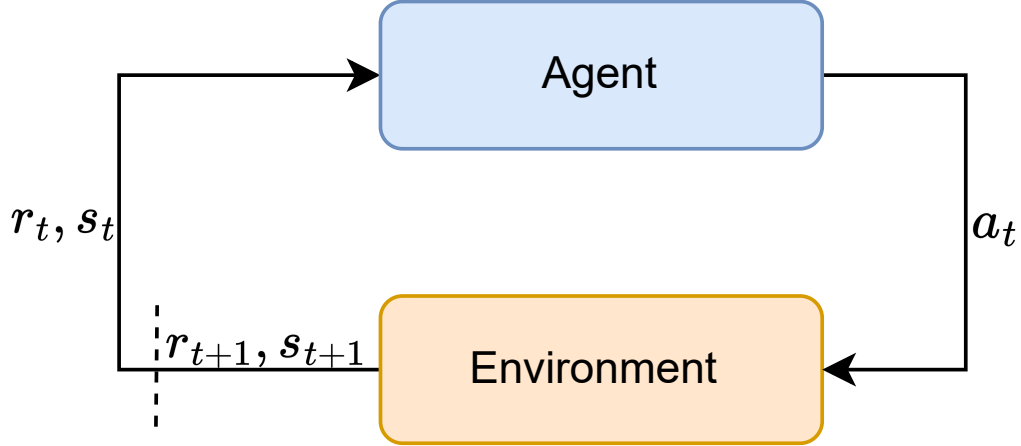 Agent
r_t, s_t
a_t
r_{t+1}, s_{t+1}
Environment